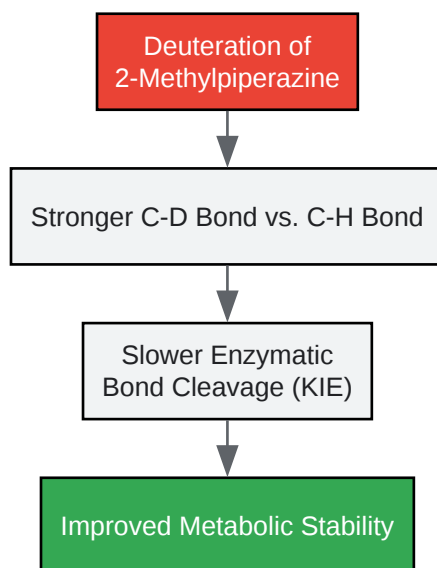 Deuteration of
2-Methylpiperazine
Stronger C-D Bond vs. C-H Bond
Slower Enzymatic
Bond Cleavage (KIE)
Improved Metabolic Stability